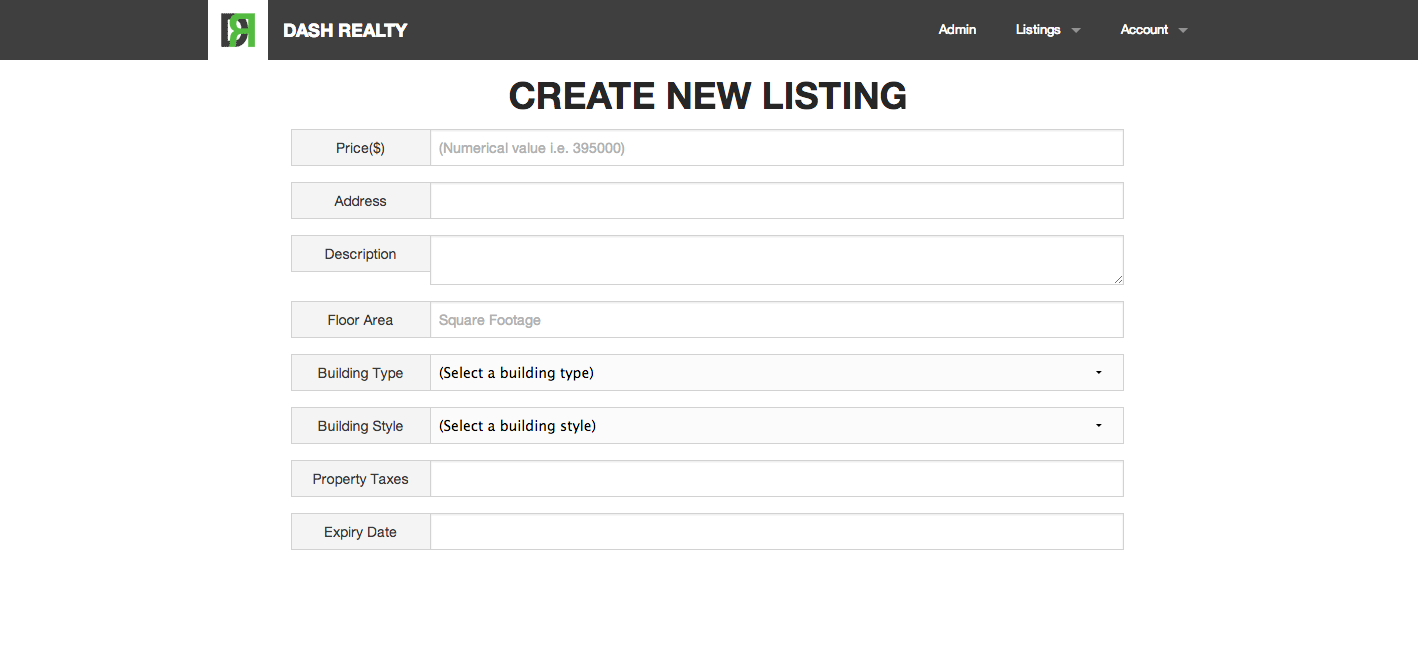 DR DASH REALTY Admin Listings Account
CREATE NEW LISTING
Price($) (Numerical value i.e. 395000)
Address
Description
Floor Area Square Footage
Building Type (Select a building type)
Building Style (Select a building style)
Property Taxes
Expiry Date